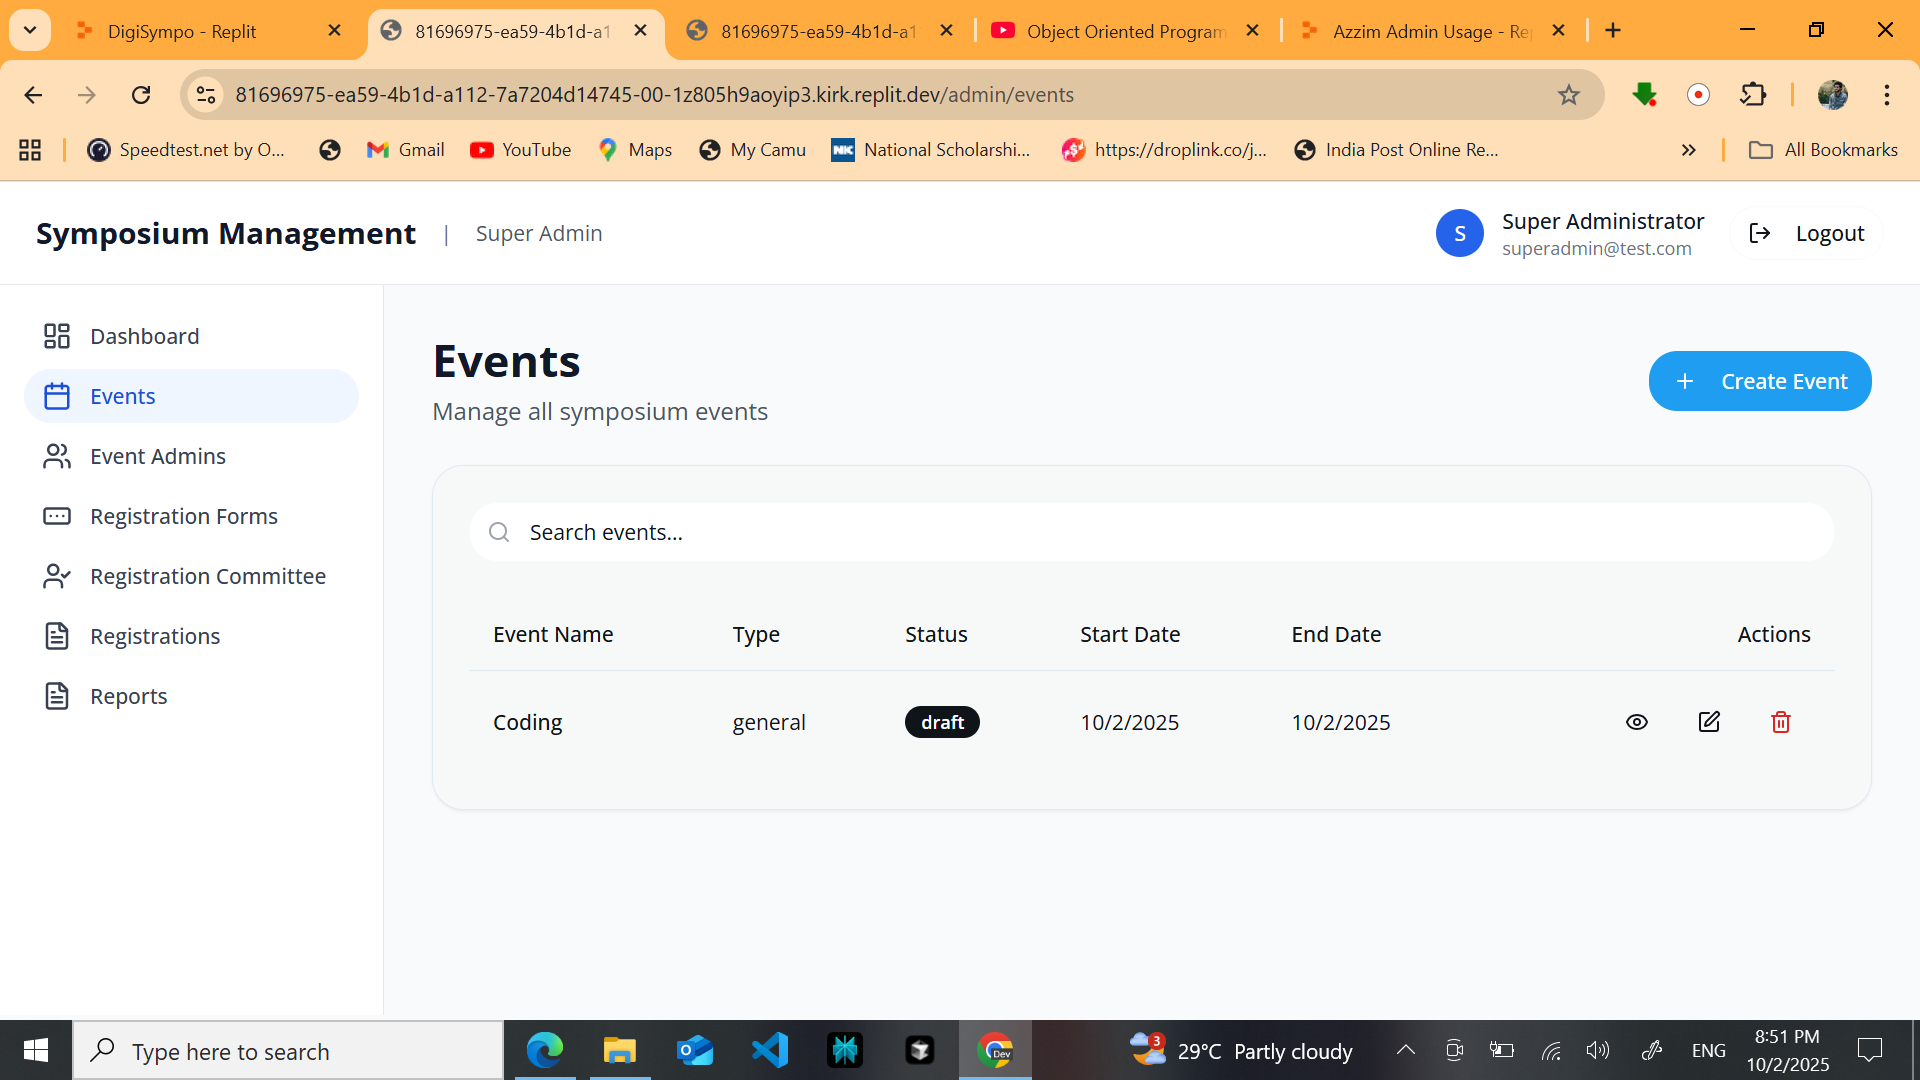 DigiSympo - Replit
81696975-ea59-4b1d-a1
81696975-ea59-4b1d-a1
Object Oriented Program
Azzim Admin Usage - Re
81696975-ea59-4b1d-a112-7a7204d14745-00-1z805h9aoyip3.kirk.replit.dev/admin/events
Speedtest.net by O...
Gmail
YouTube
Maps
My Camu
NK
National Scholarshi...
https://droplink.co/j...
India Post Online Re...
All Bookmarks
Symposium Management | Super Admin
S
Super Administrator
superadmin@test.com
Logout
Dashboard
Events
Event Admins
Registration Forms
Registration Committee
Registrations
Reports
Events
Manage all symposium events
Create Event
Search events...
Event Name Type Status Start Date End Date Actions
Coding general draft 10/2/2025 10/2/2025
Type here to search
Dev
3
29°C Partly cloudy
ENG
8:51 PM
10/2/2025